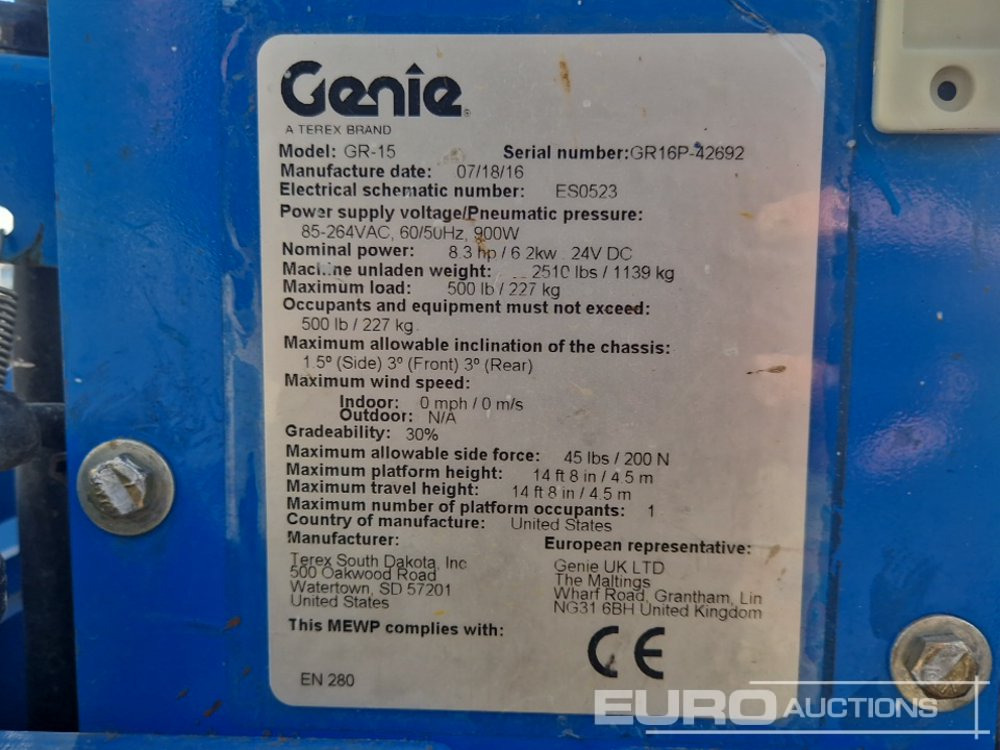 Genie
A TEREX BRAND
Model: GR-15 Serial number:GR16P-42692
Manufacture date: 07/18/16
Electrical schematic number: ES0523
Power supply voltage/Pneumatic pressure:
85-264VAC, 60/50Hz, 900W
Nominal power: 8.3 hp / 6.2kw . 24V DC
Machine unladen weight: 2510 lbs / 1139 kg
Maximum load: 500 lb / 227 kg
Occupants and equipment must not exceed:
500 lb / 227 kg
Maximum allowable inclination of the chassis:
1.5º (Side) 3º (Front) 3º (Rear)
Maximum wind speed:
Indoor: 0 mph / 0 m/s
Outdoor: N/A
Gradeability: 30%
Maximum allowable side force: 45 lbs / 200 N
Maximum platform height: 14 ft 8 in / 4.5 m
Maximum travel height: 14 ft 8 in / 4.5 m
Maximum number of platform occupants: 1
Country of manufacture: United States
Manufacturer:
Terex South Dakota, Inc
500 Oakwood Road
Watertown, SD 57201
United States
European representative:
Genie UK LTD
The Maltings
Wharf Road, Grantham, Lin
NG31 6BH United Kingdom
This MEWP complies with:
CE
EN 280
EURO AUCTIONS